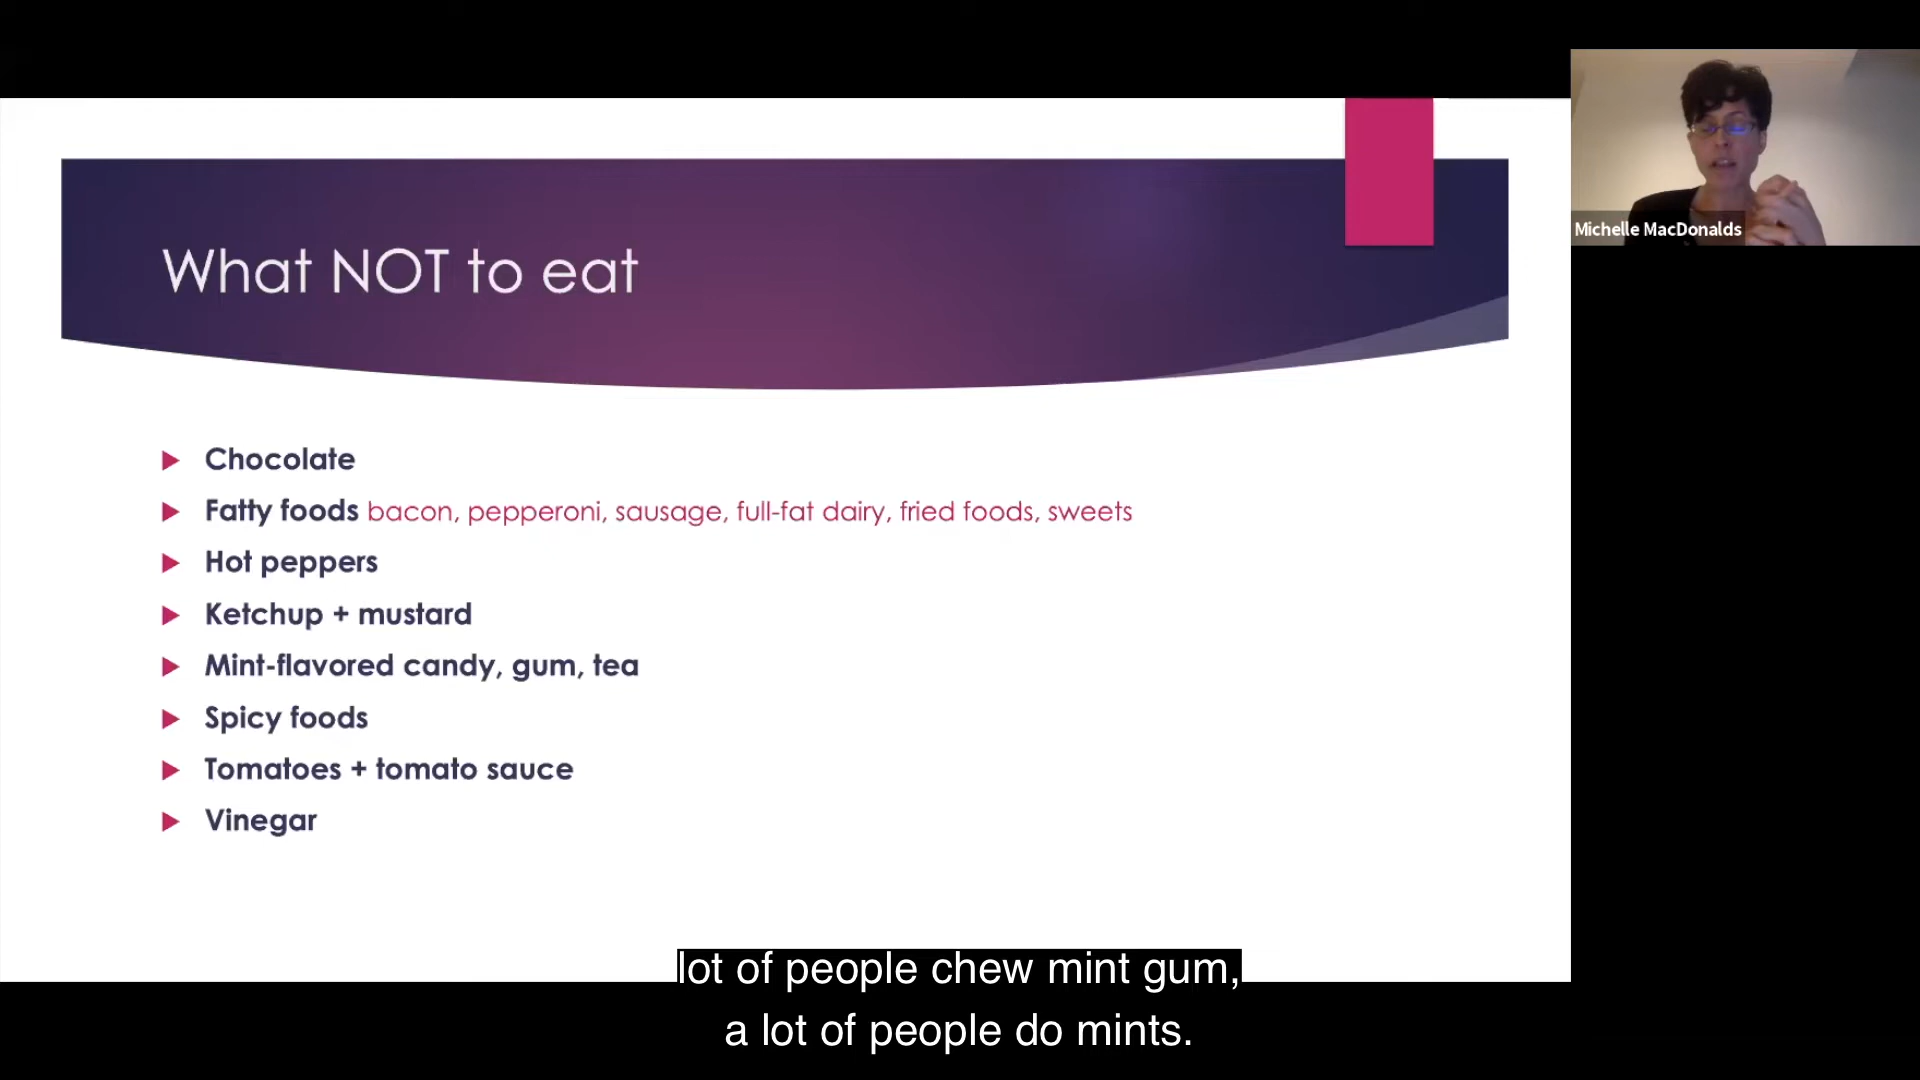 What NOT to eat
Michelle MacDonalds
Chocolate
Fatty foods bacon, pepperoni, sausage, full-fat dairy, fried foods, sweets
Hot peppers
Ketchup + mustard
Mint-flavored candy, gum, tea
Spicy foods
Tomatoes + tomato sauce
Vinegar
lot of people chew mint gum,
a lot of people do mints.